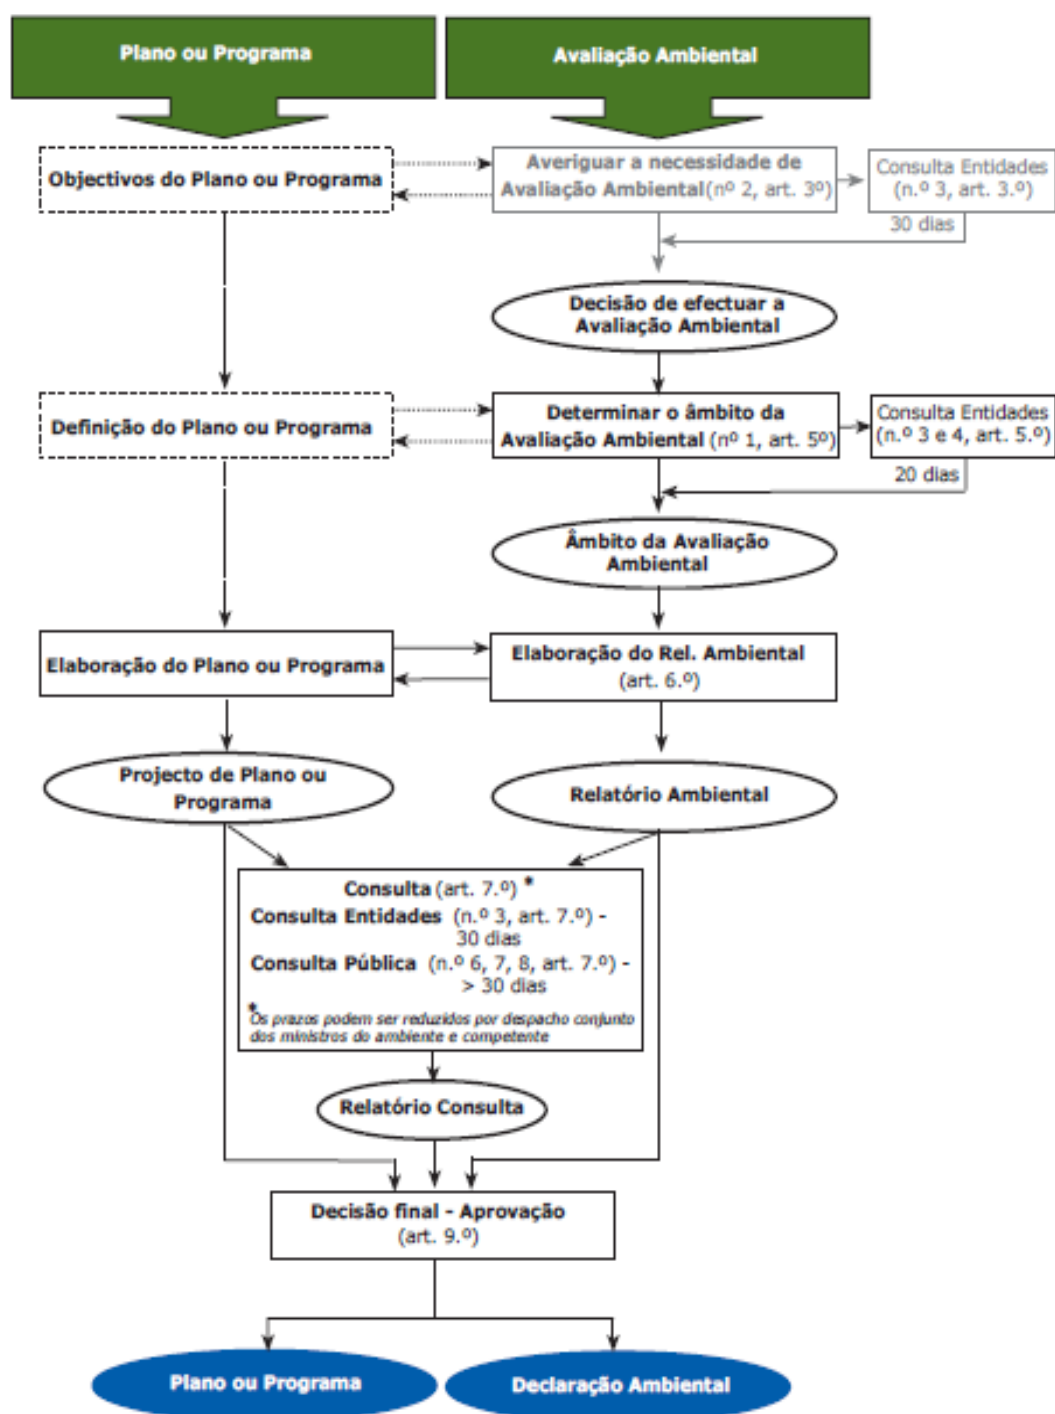 Plano ou Programa
Avaliação Ambiental
Objectivos do Plano ou Programa
Averiguar a necessidade de
Avaliação Ambiental(nº 2, art. 3º)
Consulta Entidades
(n.º 3, art. 3.º)
30 dias
Decisão de efectuar a
Avaliação Ambiental
Definição do Plano ou Programa
Determinar o âmbito da
Avaliação Ambiental (nº 1, art. 5º)
Consulta Entidades
(n.º 3 e 4, art. 5.º)
20 dias
Âmbito da Avaliação
Ambiental
Elaboração do Plano ou Programa
Elaboração do Rel. Ambiental
(art. 6.º)
Projecto de Plano ou
Programa
Relatório Ambiental
Consulta (art. 7.º) *
Consulta Entidades (n.º 3, art. 7.º) -
30 dias
Consulta Pública (n.º 6, 7, 8, art. 7.º) -
> 30 dias
*Os prazos podem ser reduzidos por despacho conjunto
dos ministros do ambiente e competente
Relatório Consulta
Decisão final - Aprovação
(art. 9.º)
Plano ou Programa
Declaração Ambiental